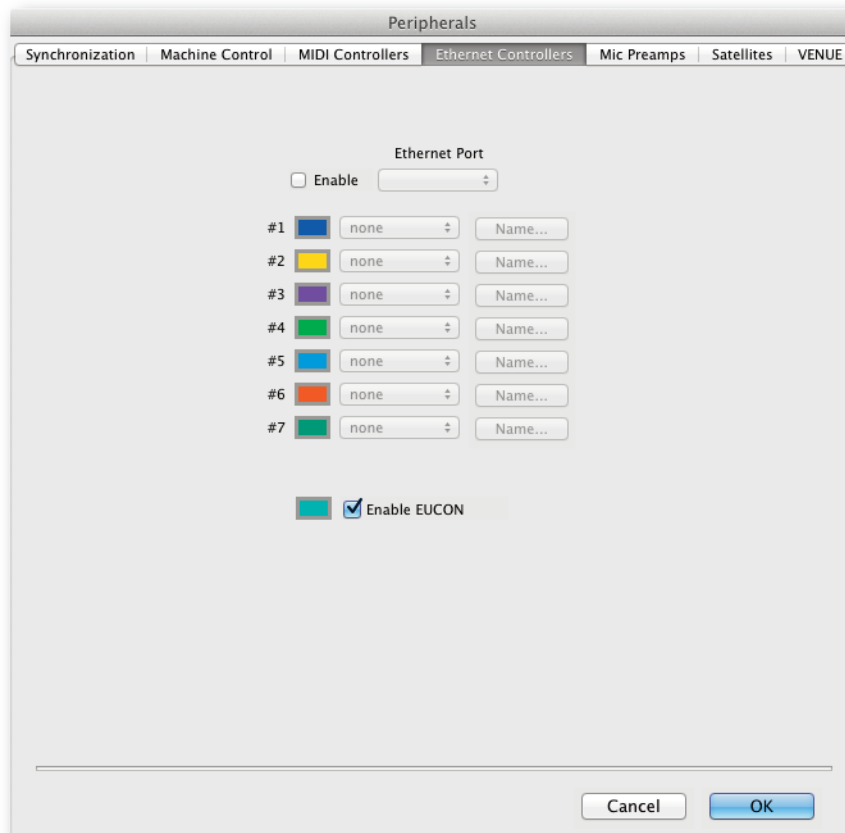 Peripherals
Synchronization Machine Control MIDI Controllers Ethernet Controllers Mic Preamps Satellites VENUE
Ethernet Port
Enable
#1 none Name...
#2 none Name...
#3 none Name...
#4 none Name...
#5 none Name...
#6 none Name...
#7 none Name...
Enable EUCON
Cancel OK